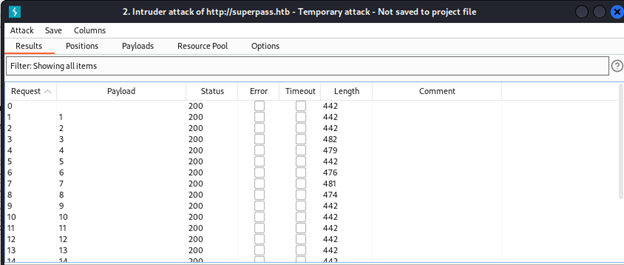 2. Intruder attack of http://superpass.htb - Temporary attack - Not saved to project file
Attack Save Columns
Results Positions Payloads Resource Pool Options
Filter: Showing all items
Request Payload Status Error Timeout Length Comment
0 200 442
1 1 200 442
2 2 200 442
3 3 200 482
4 4 200 479
5 5 200 442
6 6 200 476
7 7 200 481
8 8 200 474
9 9 200 442
10 10 200 442
11 11 200 442
12 12 200 442
13 13 200 442
14 14 200 442